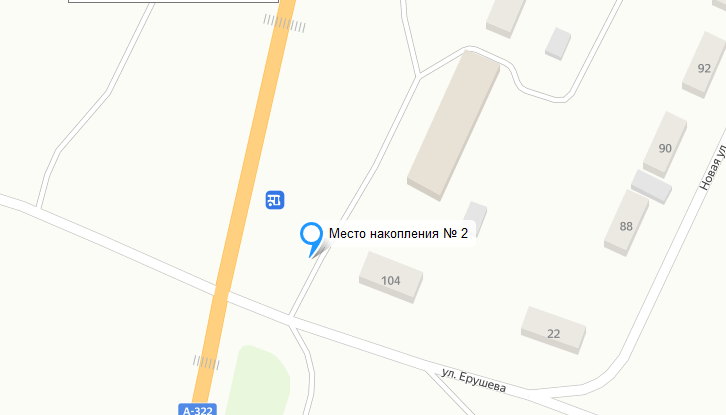 92
90
Новая ул.
88
Место накопления № 2
104
22
ул. Ерушева
А-322